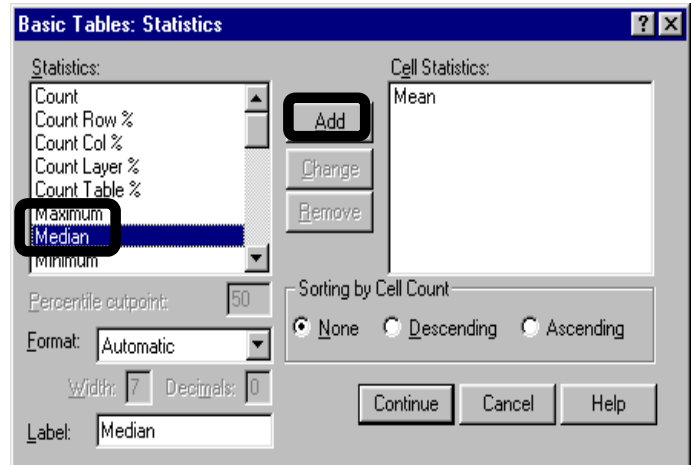 Basic Tables: Statistics
Statistics:
Count
Count Row %
Count Col %
Count Layer %
Count Table %
Maximum
Median
Minimum
Add
Change
Remove
Cell Statistics:
Mean
Percentile cutpoint: 50
Format: Automatic
Width: 7 Decimals: 0
Label: Median
Sorting by Cell Count
None Descending Ascending
Continue Cancel Help